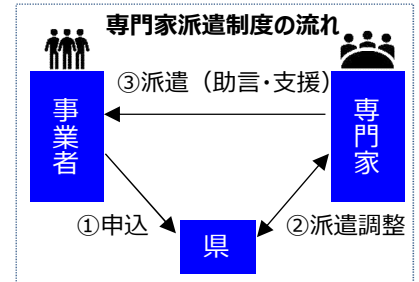 専門家派遣制度の流れ
③派遣（助言・支援）
事業者
専門家
①申込
②派遣調整
県